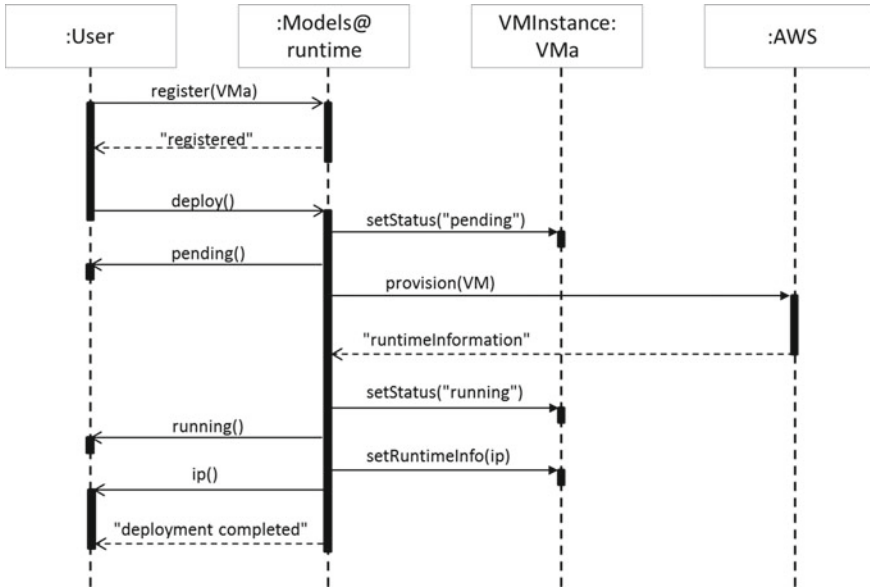 :User
:Models@
runtime
VMInstance:
VMa
:AWS
register(VMa)
"registered"
deploy()
setStatus("pending")
pending()
provision(VM)
"runtimeInformation"
setStatus("running")
running()
setRuntimeInfo(ip)
ip()
"deployment completed"